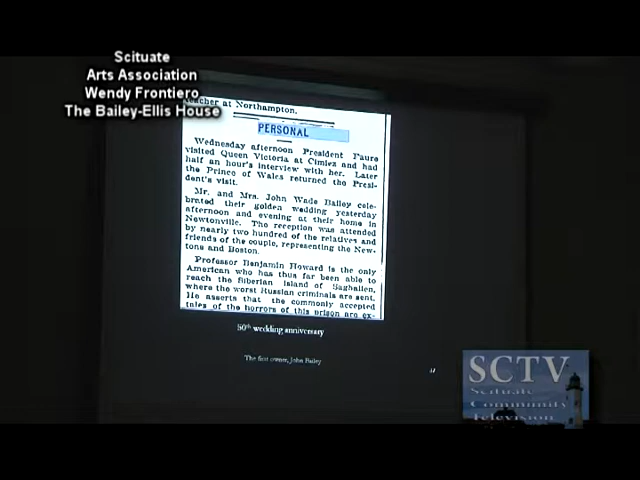 Scituate
Arts Association
Wendy Frontiero
The Bailey-Ellis House
teacher at Northampton.
PERSONAL
Wednesday afternoon President Faure
visited Queen Victoria at Cimiez and had
half an hour's interview with her. Later
the Prince of Wales returned the Presi-
dent's visit.
Mr. and Mrs. John Wade Bailey cele-
brated their golden wedding yesterday
afternoon and evening at their home in
Newtonville. The reception was attended
by nearly two hundred of the relatives and
friends of the couple, representing the New-
tons and Boston.
Professor Benjamin Howard is the only
American who has thus far been able to
reach the Siberian Island of Saghalien,
where the worst Russian criminals are sent.
He asserts that the commonly accepted
tales of the horrors of this prison are ex-
50th wedding anniversary
The first owner, John Bailey
SCTV
Scituate
Community
Television